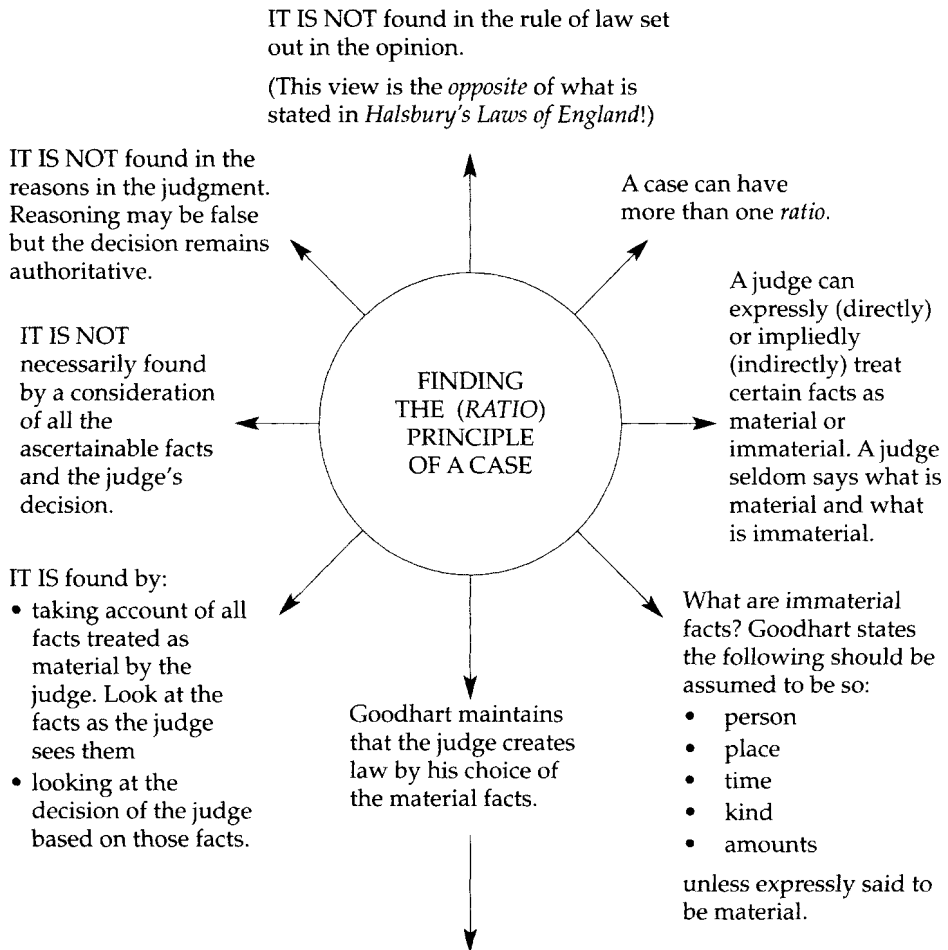 IT IS NOT found in the rule of law set
out in the opinion.
(This view is the opposite of what is
stated in Halsbury's Laws of England!)
IT IS NOT found in the
reasons in the judgment.
Reasoning may be false
but the decision remains
authoritative.
A case can have
more than one ratio.
IT IS NOT
necessarily found
by a consideration
of all the
ascertainable facts
and the judge's
decision.
FINDING
THE (RATIO)
PRINCIPLE
OF A CASE
A judge can
expressly (directly)
or impliedly
(indirectly) treat
certain facts as
material or
immaterial. A judge
seldom says what is
material and what
is immaterial.
IT IS found by:
• taking account of all
facts treated as
material by the
judge. Look at the
facts as the judge
sees them
• looking at the
decision of the judge
based on those facts.
Goodhart maintains
that the judge creates
law by his choice of
the material facts.
What are immaterial
facts? Goodhart states
the following should be
assumed to be so:
• person
• place
• time
• kind
• amounts
unless expressly said to
be material.